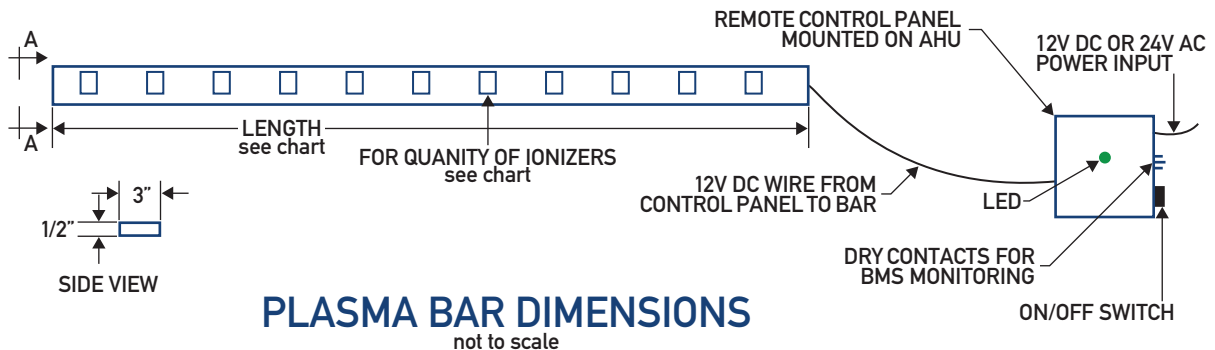 A
A
LENGTH
see chart
FOR QUANITY OF IONIZERS
see chart
3”
1/2”
SIDE VIEW
12V DC WIRE FROM
CONTROL PANEL TO BAR
REMOTE CONTROL PANEL
MOUNTED ON AHU
12V DC OR 24V AC
POWER INPUT
LED
DRY CONTACTS FOR
BMS MONITORING
ON/OFF SWITCH
PLASMA BAR DIMENSIONS
not to scale